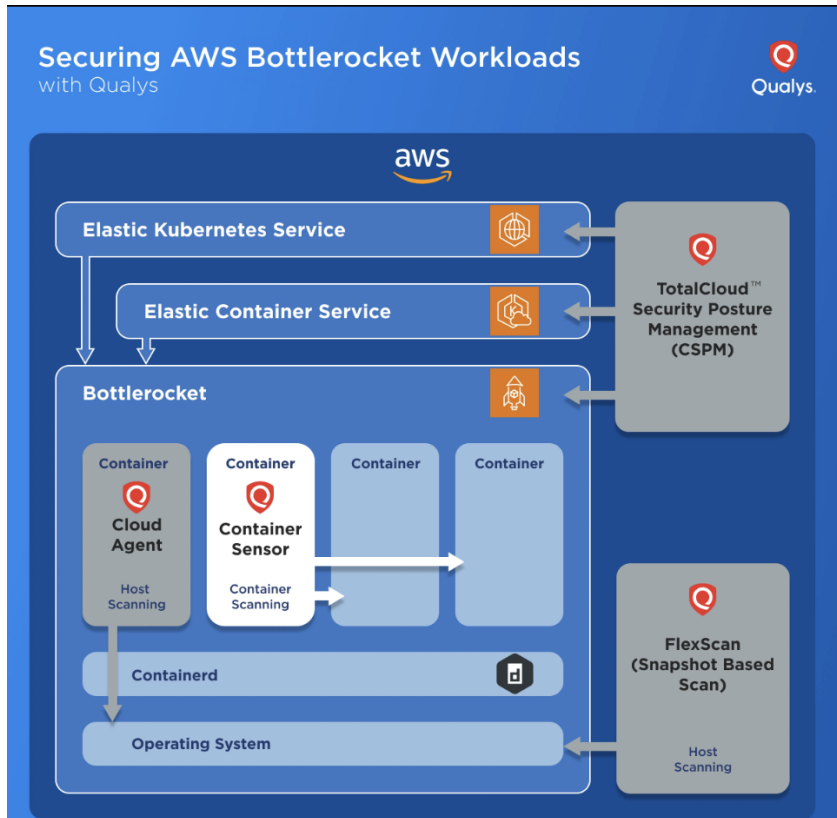 Securing AWS Bottlerocket Workloads
with Qualys
Qualys.
aws
Elastic Kubernetes Service
Elastic Container Service
TotalCloud™
Security Posture
Management
(CSPM)
Bottlerocket
Container
Cloud
Agent
Host
Scanning
Container
Container
Sensor
Container
Scanning
Container
Container
Containerd
d
Operating System
FlexScan
(Snapshot Based
Scan)
Host
Scanning